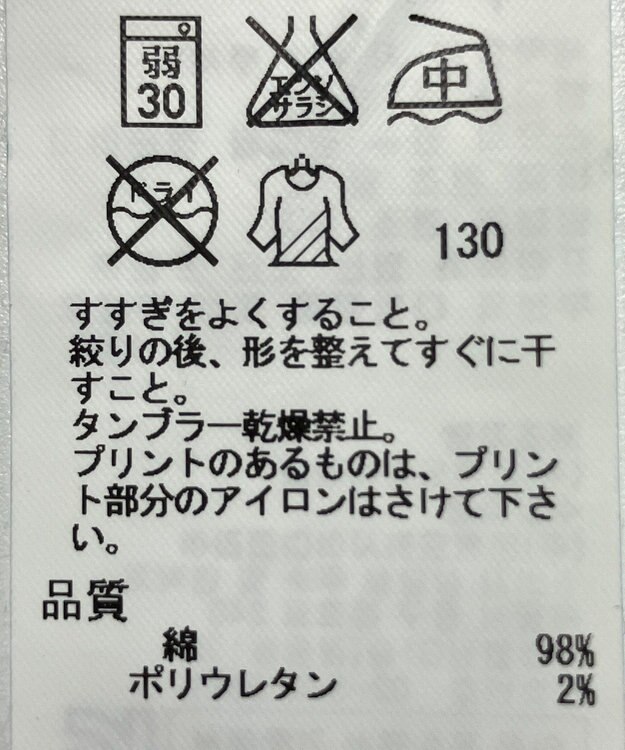 弱
30
エンソ
サラシ
中
ドライ
130
すすぎをよくすること。
絞りの後、形を整えてすぐに干
すこと。
タンブラー乾燥禁止。
プリントのあるものは、プリン
ト部分のアイロンはさけて下さ
い。
品質
綿 98%
ポリウレタン 2%